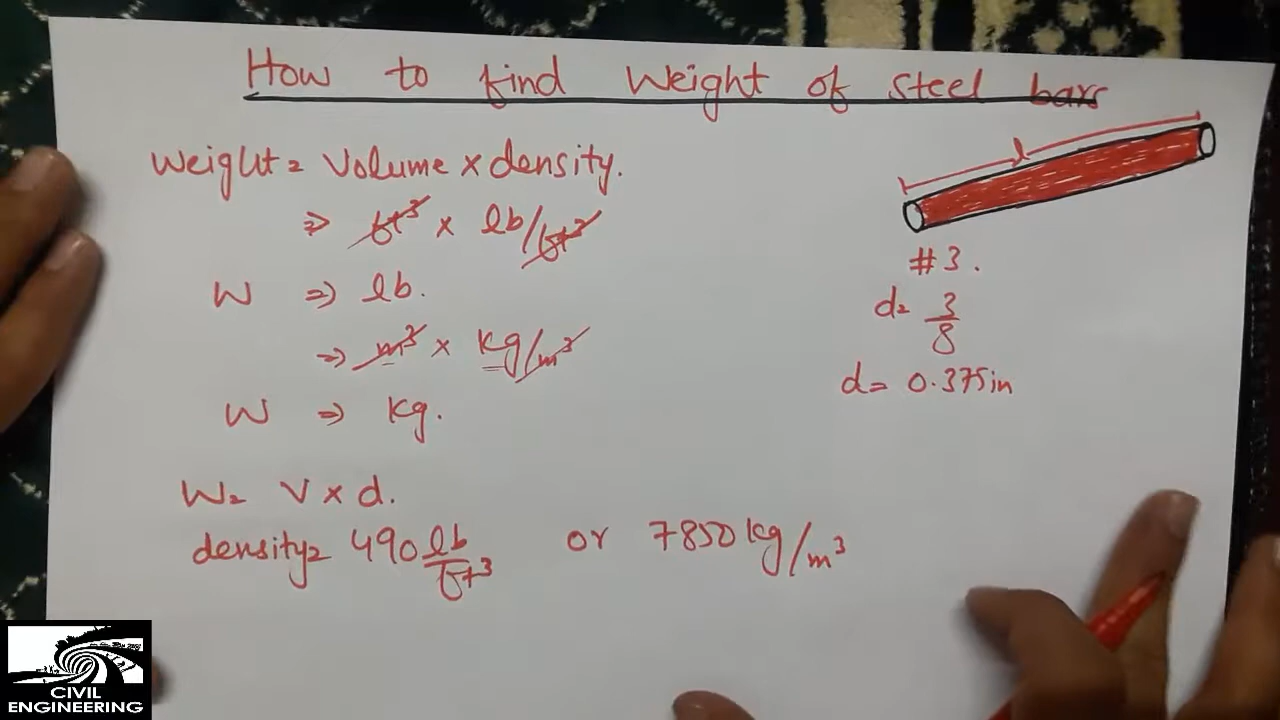 How to find Weight of Steel bars
Weight = Volume x density.
⇒ ft³ x lb/ft³
W ⇒ lb.
⇒ m³ x kg/m³
W ⇒ kg.
W = V x d.
density = 490 lb/ft³ or 7850 kg/m³
l
#3.
d = 3/8
d = 0.375in
CIVIL
ENGINEERING